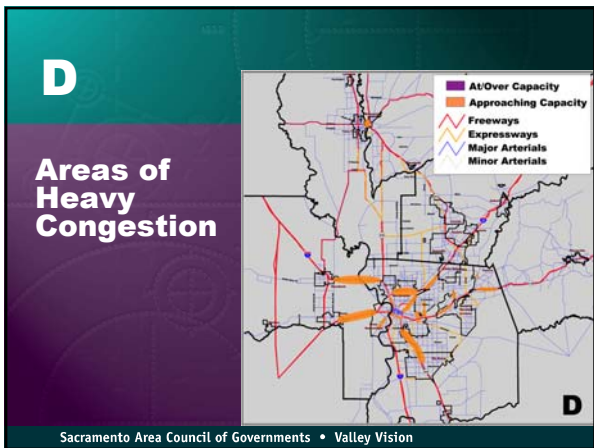 D
Areas of
Heavy
Congestion
At/Over Capacity
Approaching Capacity
Freeways
Expressways
Major Arterials
Minor Arterials
D
Sacramento Area Council of Governments • Valley Vision